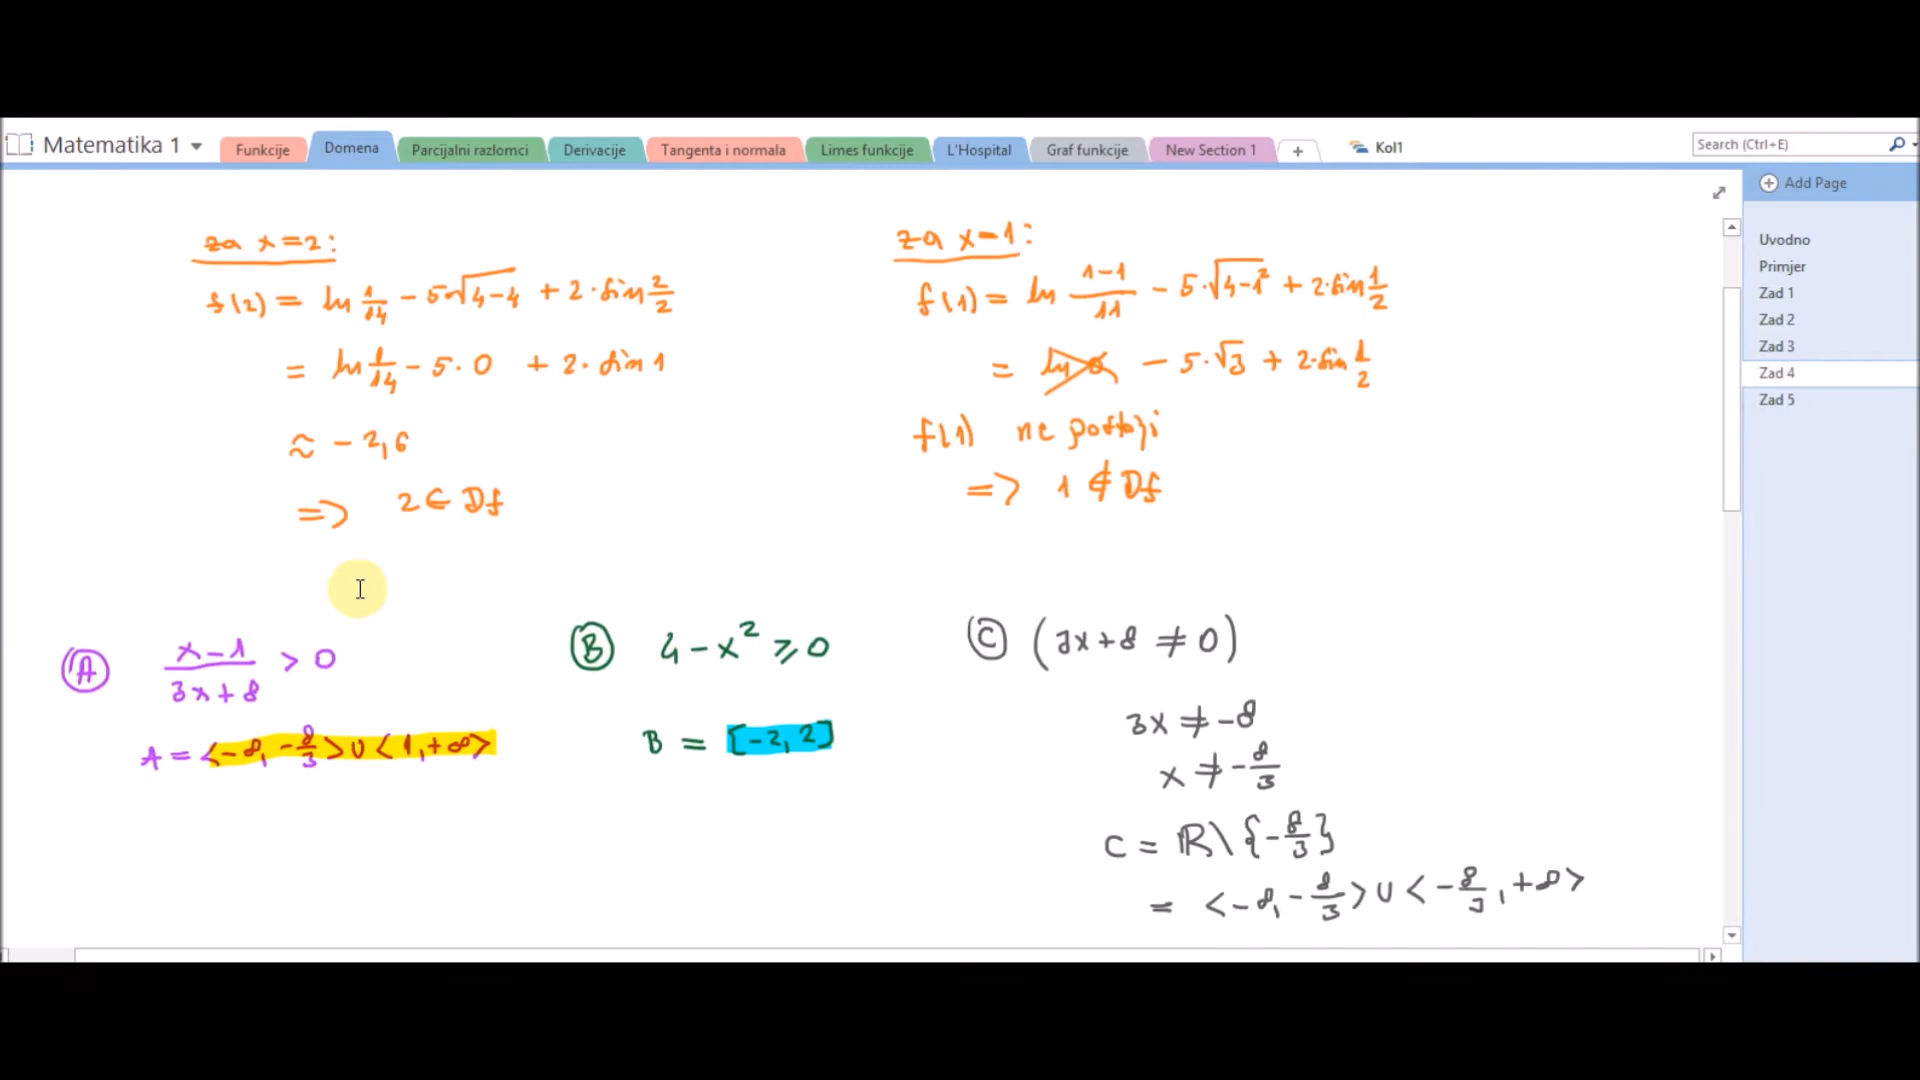 Matematika 1
Funkcije
Domena
Parcijalni razlomci
Derivacije
Tangenta i normala
Limes funkcije
L'Hospital
Graf funkcije
New Section 1
+
Kol1
Search (Ctrl+E)
Add Page
Uvodno
Primjer
Zad 1
Zad 2
Zad 3
Zad 4
Zad 5
za x=2:
f(2) = ln 1/14 - 5√4-4 + 2·sin 2/2
= ln 1/14 - 5·0 + 2·sin 1
≈ -2,6
=> 2 ∈ Df
za x=1:
f(1) = ln 1-1/11 - 5·√4-1² + 2·sin 1/2
= ln 0 - 5·√3 + 2·sin 1/2
f(1) ne postoji
=> 1 ∉ Df
A x-1/3x+8 > 0
A = <-∞, -8/3> ∪ <1, +∞>
B 4-x² ≥ 0
B = [-2, 2]
C (3x+8 ≠ 0)
3x ≠ -8
x ≠ -8/3
C = ℝ\{-8/3}
= <-∞, -8/3> ∪ <-8/3, +∞>